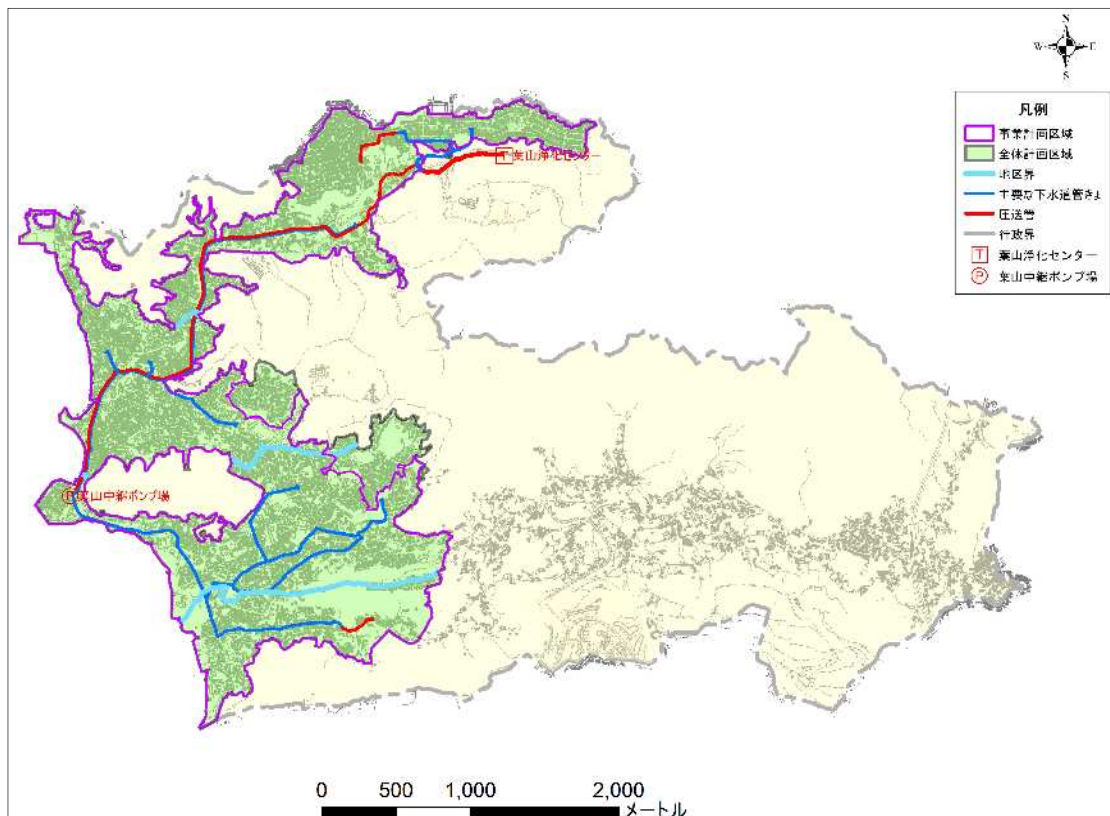 N
W E
S
凡例
事業計画区域
全体計画区域
地区界
主要な下水道管きょ
圧送管
行政界
T 葉山浄化センター
P 葉山中継ポンプ場
T 葉山浄化センター
P 葉山中継ポンプ場
0 500 1,000 2,000
メートル